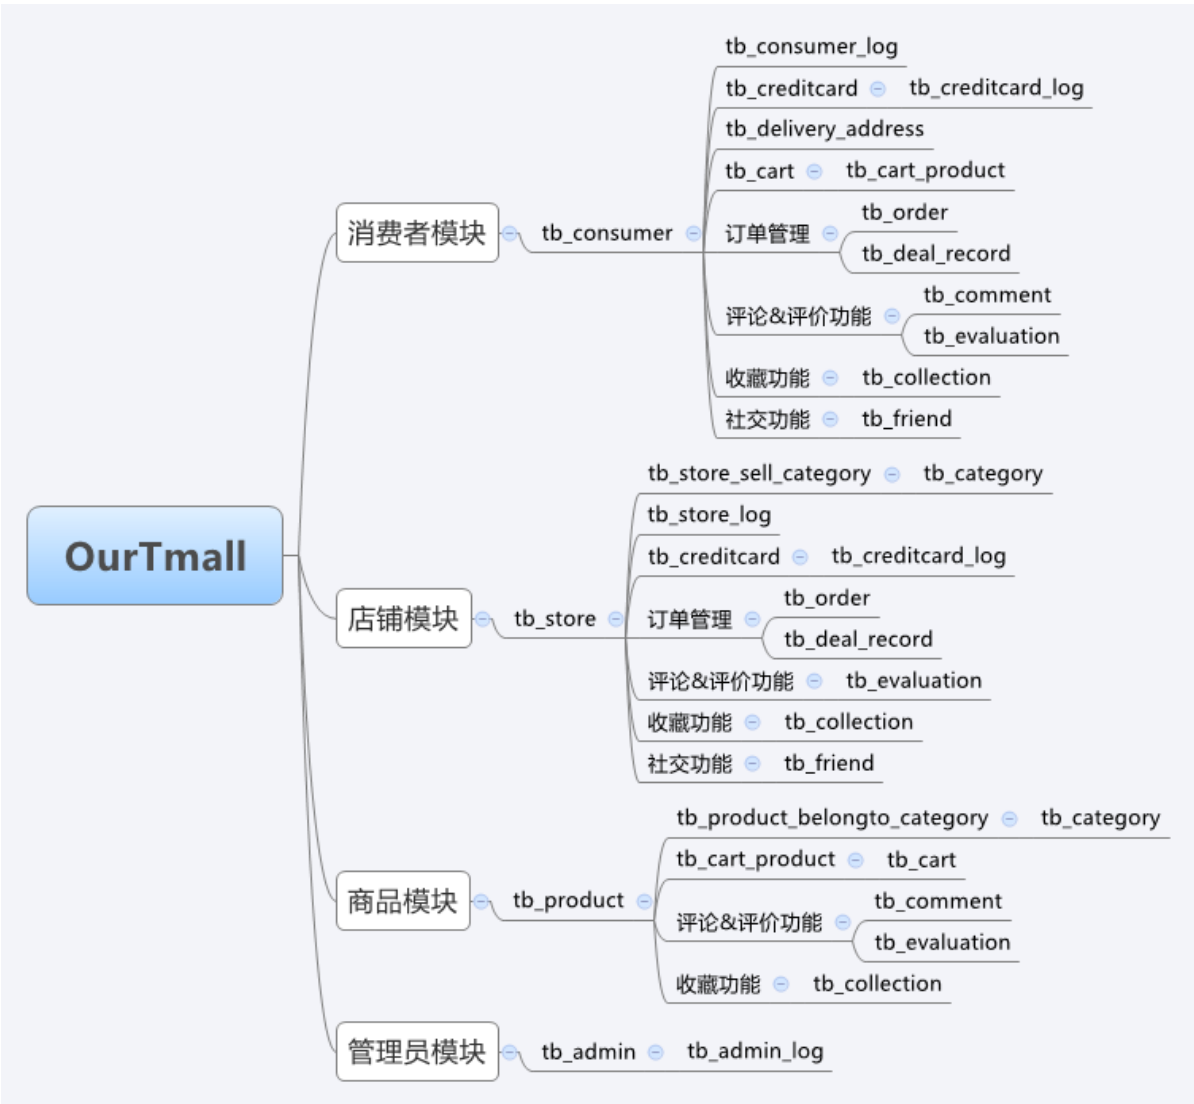 OurTmall
消费者模块
tb_consumer
tb_consumer_log
tb_creditcard
tb_creditcard_log
tb_delivery_address
tb_cart
tb_cart_product
订单管理
tb_order
tb_deal_record
评论&评价功能
tb_comment
tb_evaluation
收藏功能
tb_collection
社交功能
tb_friend
店铺模块
tb_store
tb_store_sell_category
tb_category
tb_store_log
tb_creditcard
tb_creditcard_log
订单管理
tb_order
tb_deal_record
评论&评价功能
tb_evaluation
收藏功能
tb_collection
社交功能
tb_friend
商品模块
tb_product
tb_product_belongto_category
tb_category
tb_cart_product
tb_cart
评论&评价功能
tb_comment
tb_evaluation
收藏功能
tb_collection
管理员模块
tb_admin
tb_admin_log